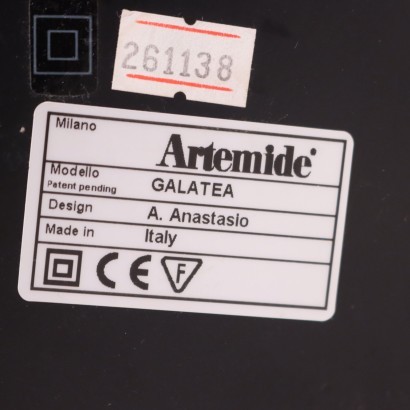 261138
Milano
Artemide
Modello
Patent pending GALATEA
Design A. Anastasio
Made in Italy
CE F